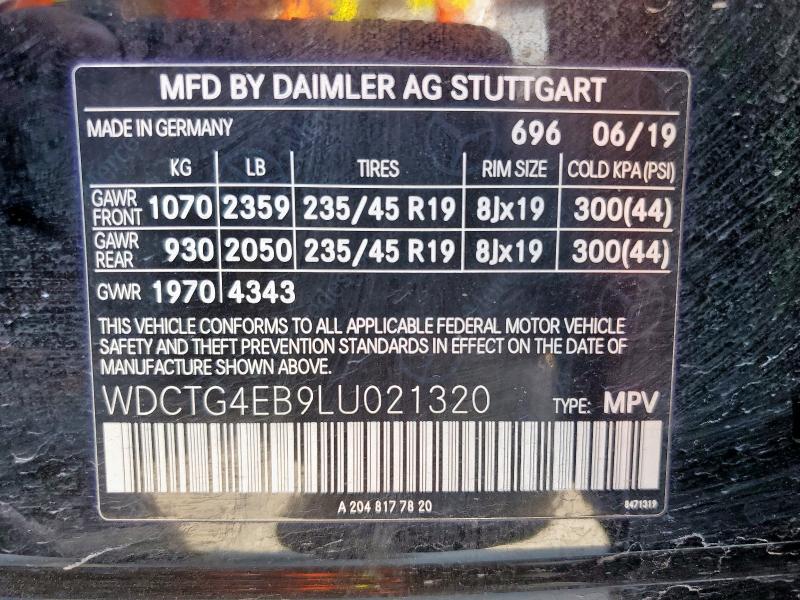 MFD BY DAIMLER AG STUTTGART
MADE IN GERMANY 696 06/19
KG LB TIRES RIM SIZE COLD KPA (PSI)
GAWR FRONT 1070 2359 235/45 R19 8Jx19 300(44)
GAWR REAR 930 2050 235/45 R19 8Jx19 300(44)
GVWR 1970 4343
THIS VEHICLE CONFORMS TO ALL APPLICABLE FEDERAL MOTOR VEHICLE
SAFETY AND THEFT PREVENTION STANDARDS IN EFFECT ON THE DATE OF
MANUFACTURE SHOWN ABOVE.
WDCTG4EB9LU021320 TYPE: MPV
A 204 817 78 20 8471319